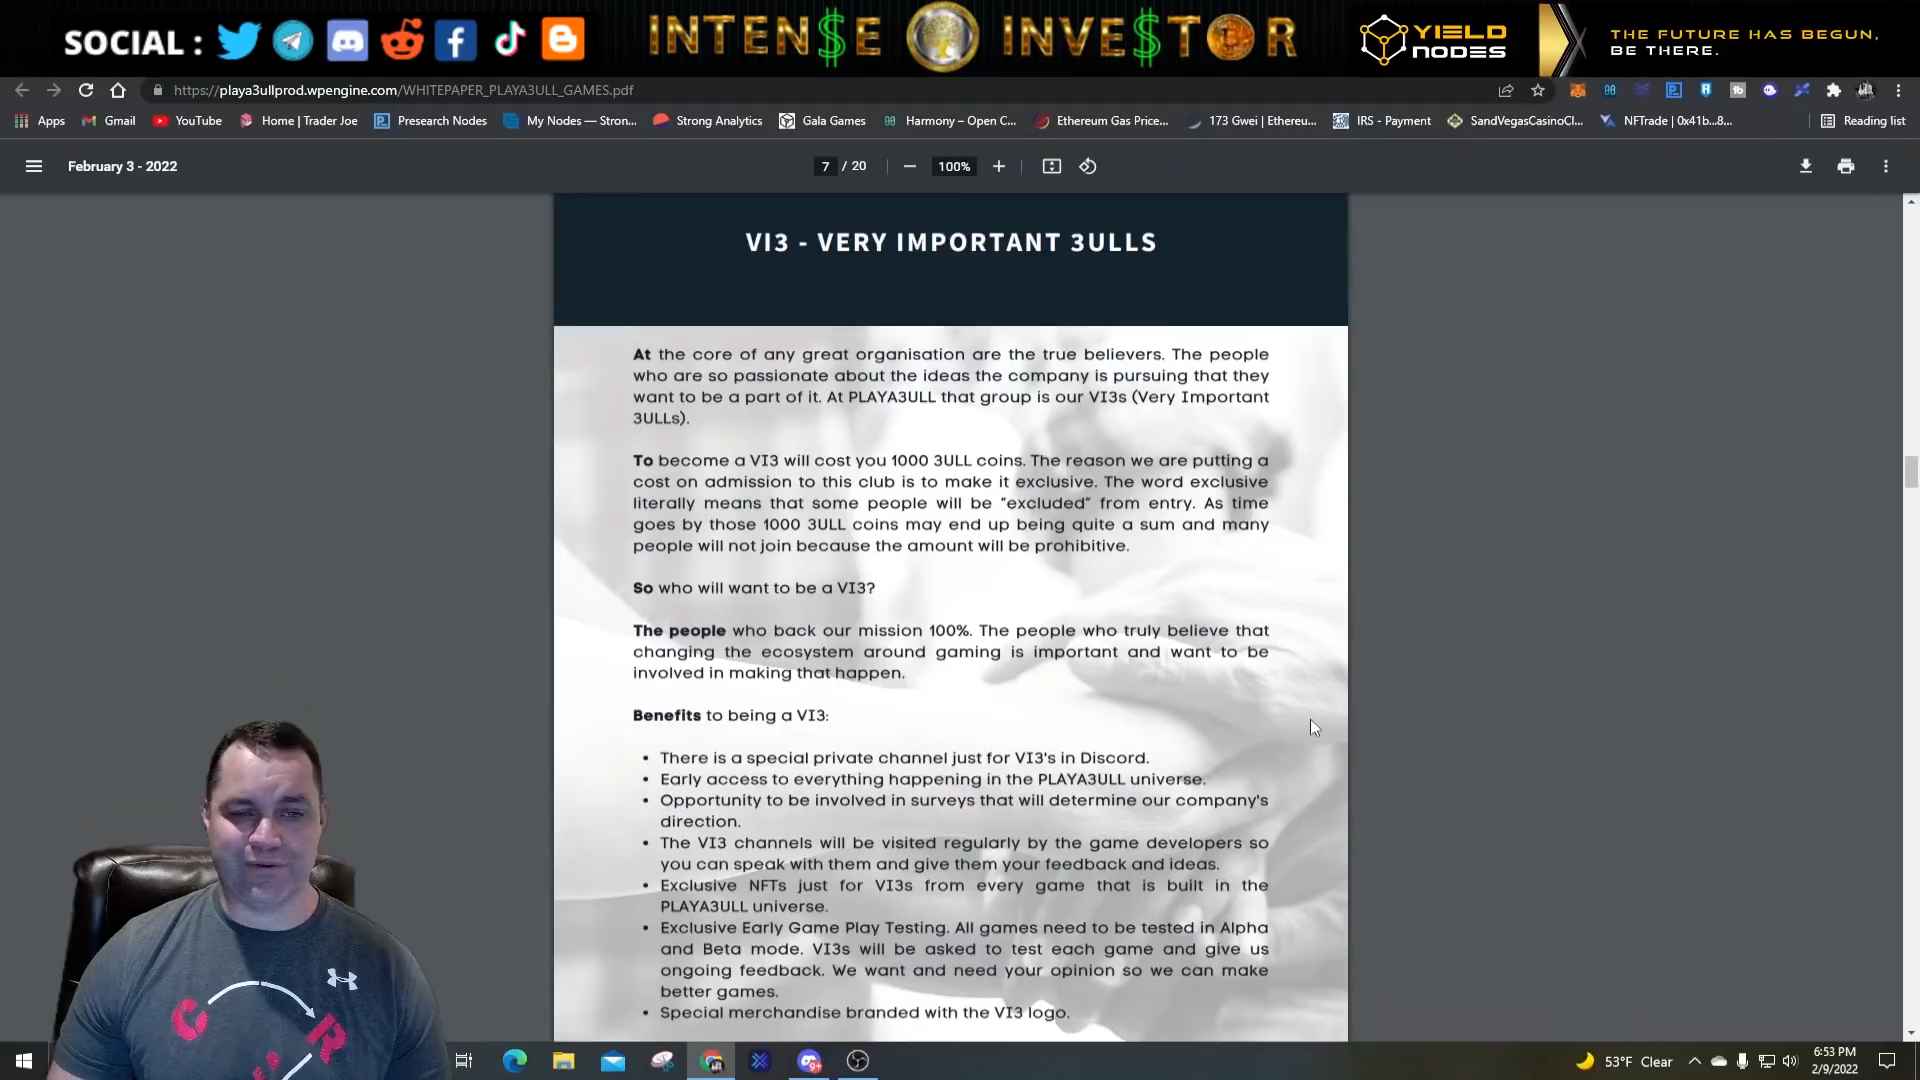 SOCIAL :
INTEN$E INVE$TOR
YIELD NODES
THE FUTURE HAS BEGUN,
BE THERE.
https://playa3ullprod.wpengine.com/WHITEPAPER_PLAYA3ULL_GAMES.pdf
Apps Gmail YouTube Home | Trader Joe Presearch Nodes My Nodes — Stron... Strong Analytics Gala Games Harmony – Open C... Ethereum Gas Price... 173 Gwei | Ethereu... IRS - Payment SandVegasCasinoCl... NFTrade | 0x41b...8,... Reading list
February 3 - 2022
7 / 20
100%
VI3 - VERY IMPORTANT 3ULLS
At the core of any great organisation are the true believers. The people
who are so passionate about the ideas the company is pursuing that they
want to be a part of it. At PLAYA3ULL that group is our VI3s (Very Important
3ULLs).
To become a VI3 will cost you 1000 3ULL coins. The reason we are putting a
cost on admission to this club is to make it exclusive. The word exclusive
literally means that some people will be "excluded" from entry. As time
goes by those 1000 3ULL coins may end up being quite a sum and many
people will not join because the amount will be prohibitive.
So who will want to be a VI3?
The people who back our mission 100%. The people who truly believe that
changing the ecosystem around gaming is important and want to be
involved in making that happen.
Benefits to being a VI3:
• There is a special private channel just for VI3's in Discord.
• Early access to everything happening in the PLAYA3ULL universe.
• Opportunity to be involved in surveys that will determine our company's
direction.
• The VI3 channels will be visited regularly by the game developers so
you can speak with them and give them your feedback and ideas.
• Exclusive NFTs just for VI3s from every game that is built in the
PLAYA3ULL universe.
• Exclusive Early Game Play Testing. All games need to be tested in Alpha
and Beta mode. VI3s will be asked to test each game and give us
ongoing feedback. We want and need your opinion so we can make
better games.
• Special merchandise branded with the VI3 logo.
C R
53°F Clear
6:53 PM
2/9/2022